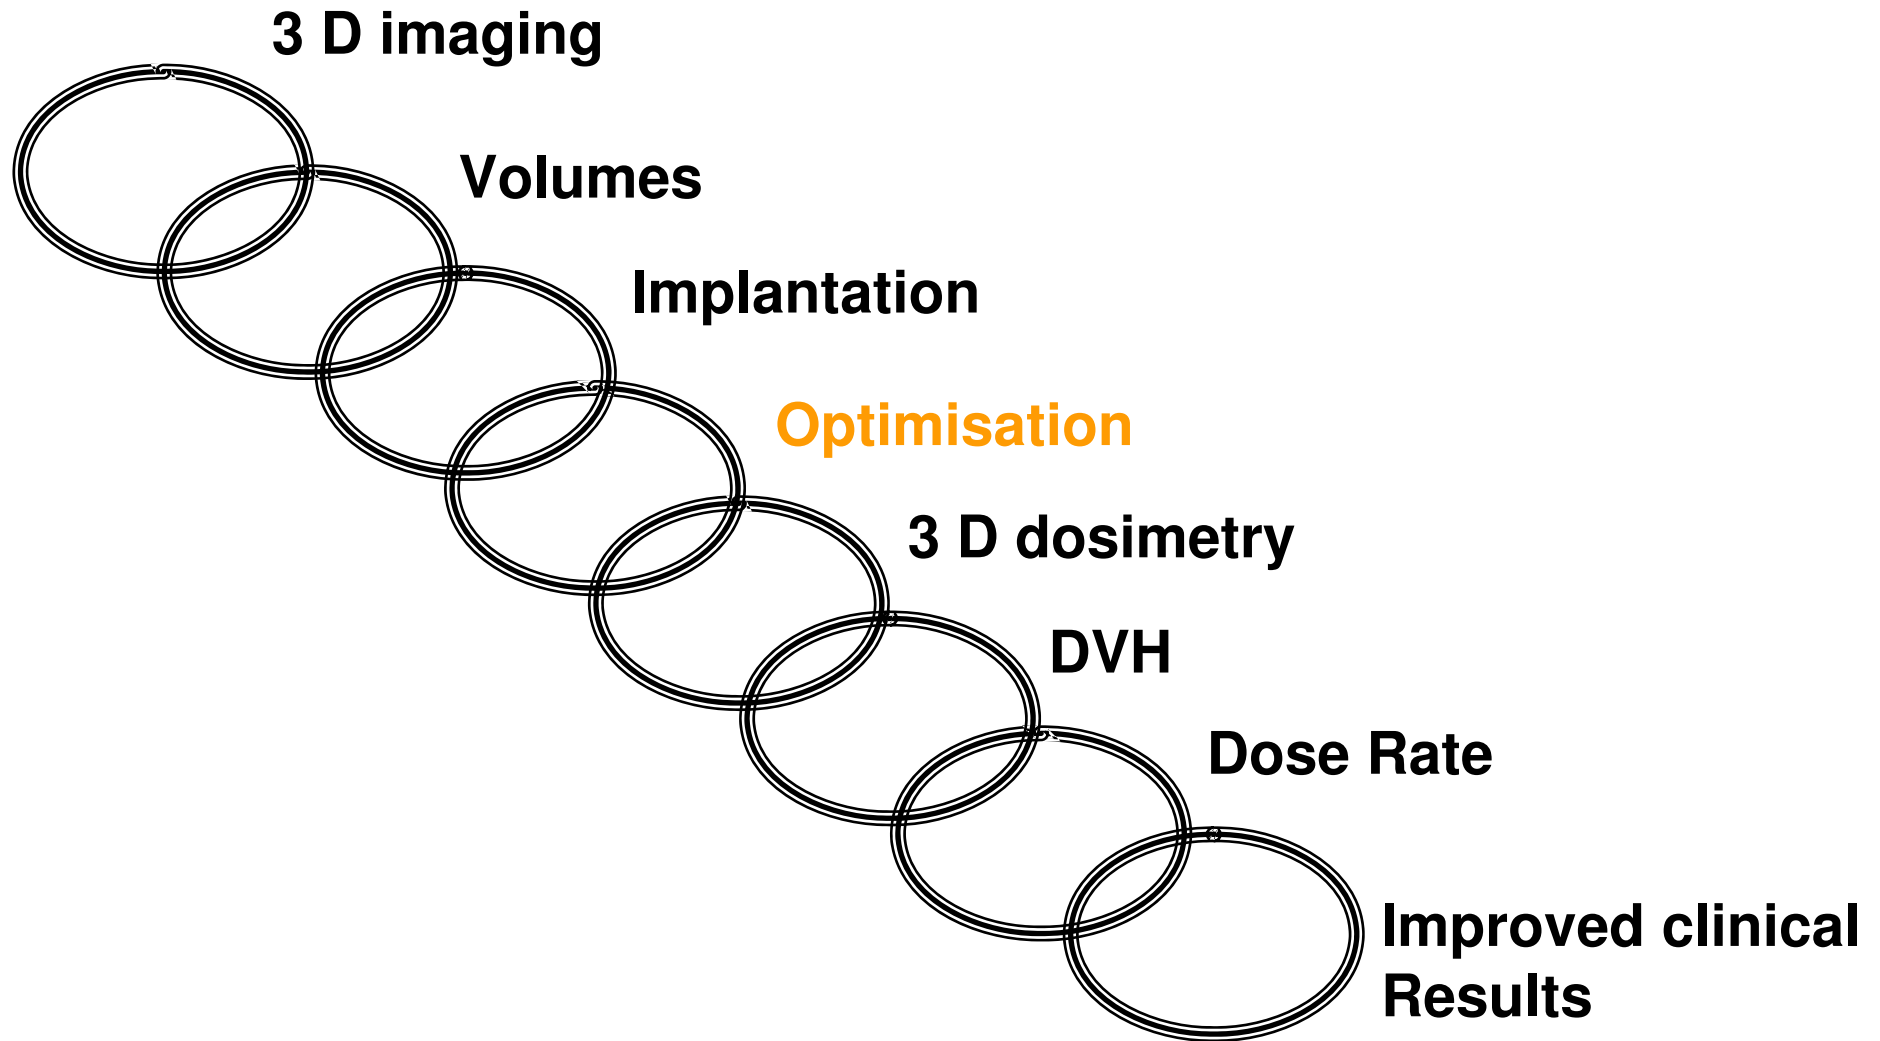 3 D imaging
Volumes
Implantation
Optimisation
3 D dosimetry
DVH
Dose Rate
Improved clinical
Results